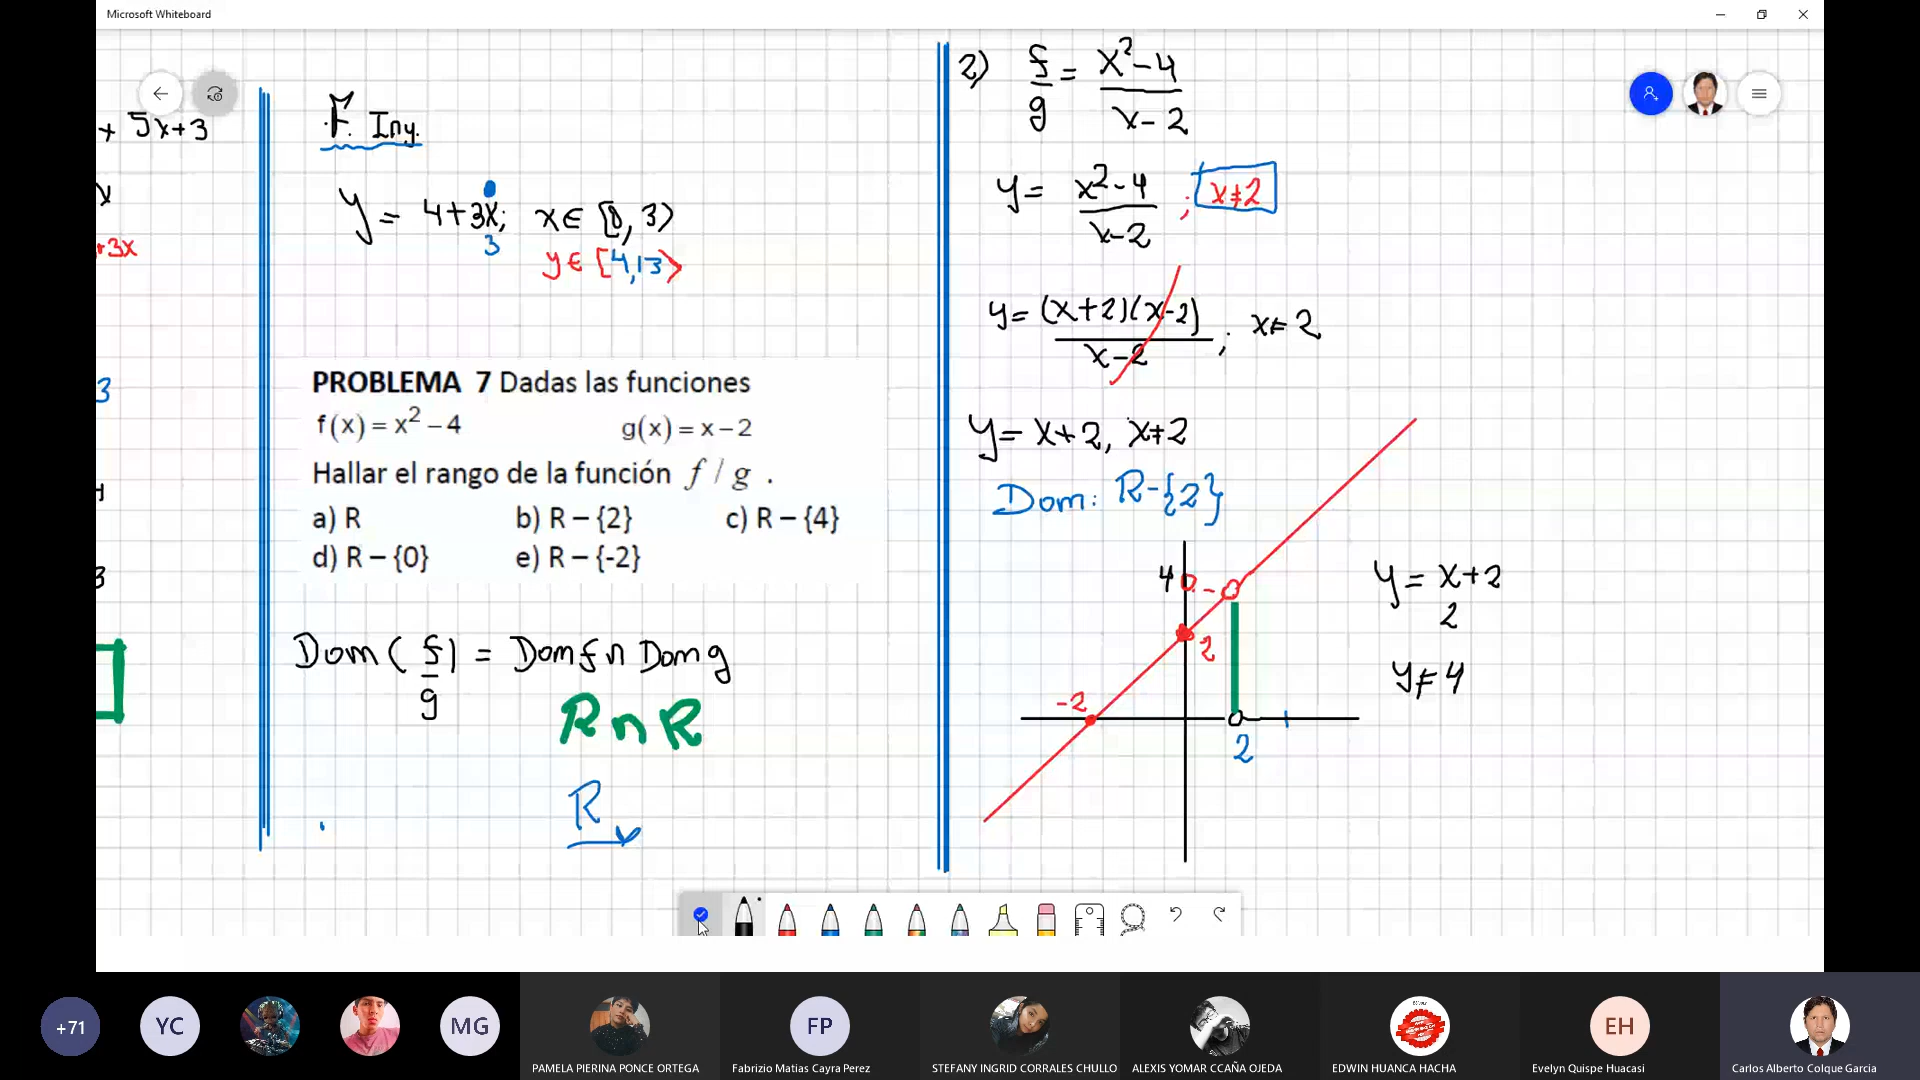 Microsoft Whiteboard
+ 5x+3
x
+3x
3
F. Iny.
y = 4+3x; x ∈ [0, 3⟩
3
y ∈ [4,13⟩
PROBLEMA 7 Dadas las funciones
f(x) = x² – 4 g(x) = x – 2
Hallar el rango de la función f / g .
a) R b) R – {2} c) R – {4}
d) R – {0} e) R – {-2}
Dom( f/g ) = Dom f ∩ Dom g
R ∩ R
R
2) f/g = (x²-4)/(x-2)
y = (x²-4)/(x-2) ; x≠2
y = (x+2)(x-2)/(x-2) ; x≠2
y = x+2, x≠2
Dom: R-{2}
4
2
-2
2
y = x+2
2
y≠4
+71
YC
MG
PAMELA PIERINA PONCE ORTEGA
FP
Fabrizio Matias Cayra Perez
STEFANY INGRID CORRALES CHULLO
ALEXIS YOMAR CCAÑA OJEDA
EDWIN HUANCA HACHA
EH
Evelyn Quispe Huacasi
Carlos Alberto Colque Garcia